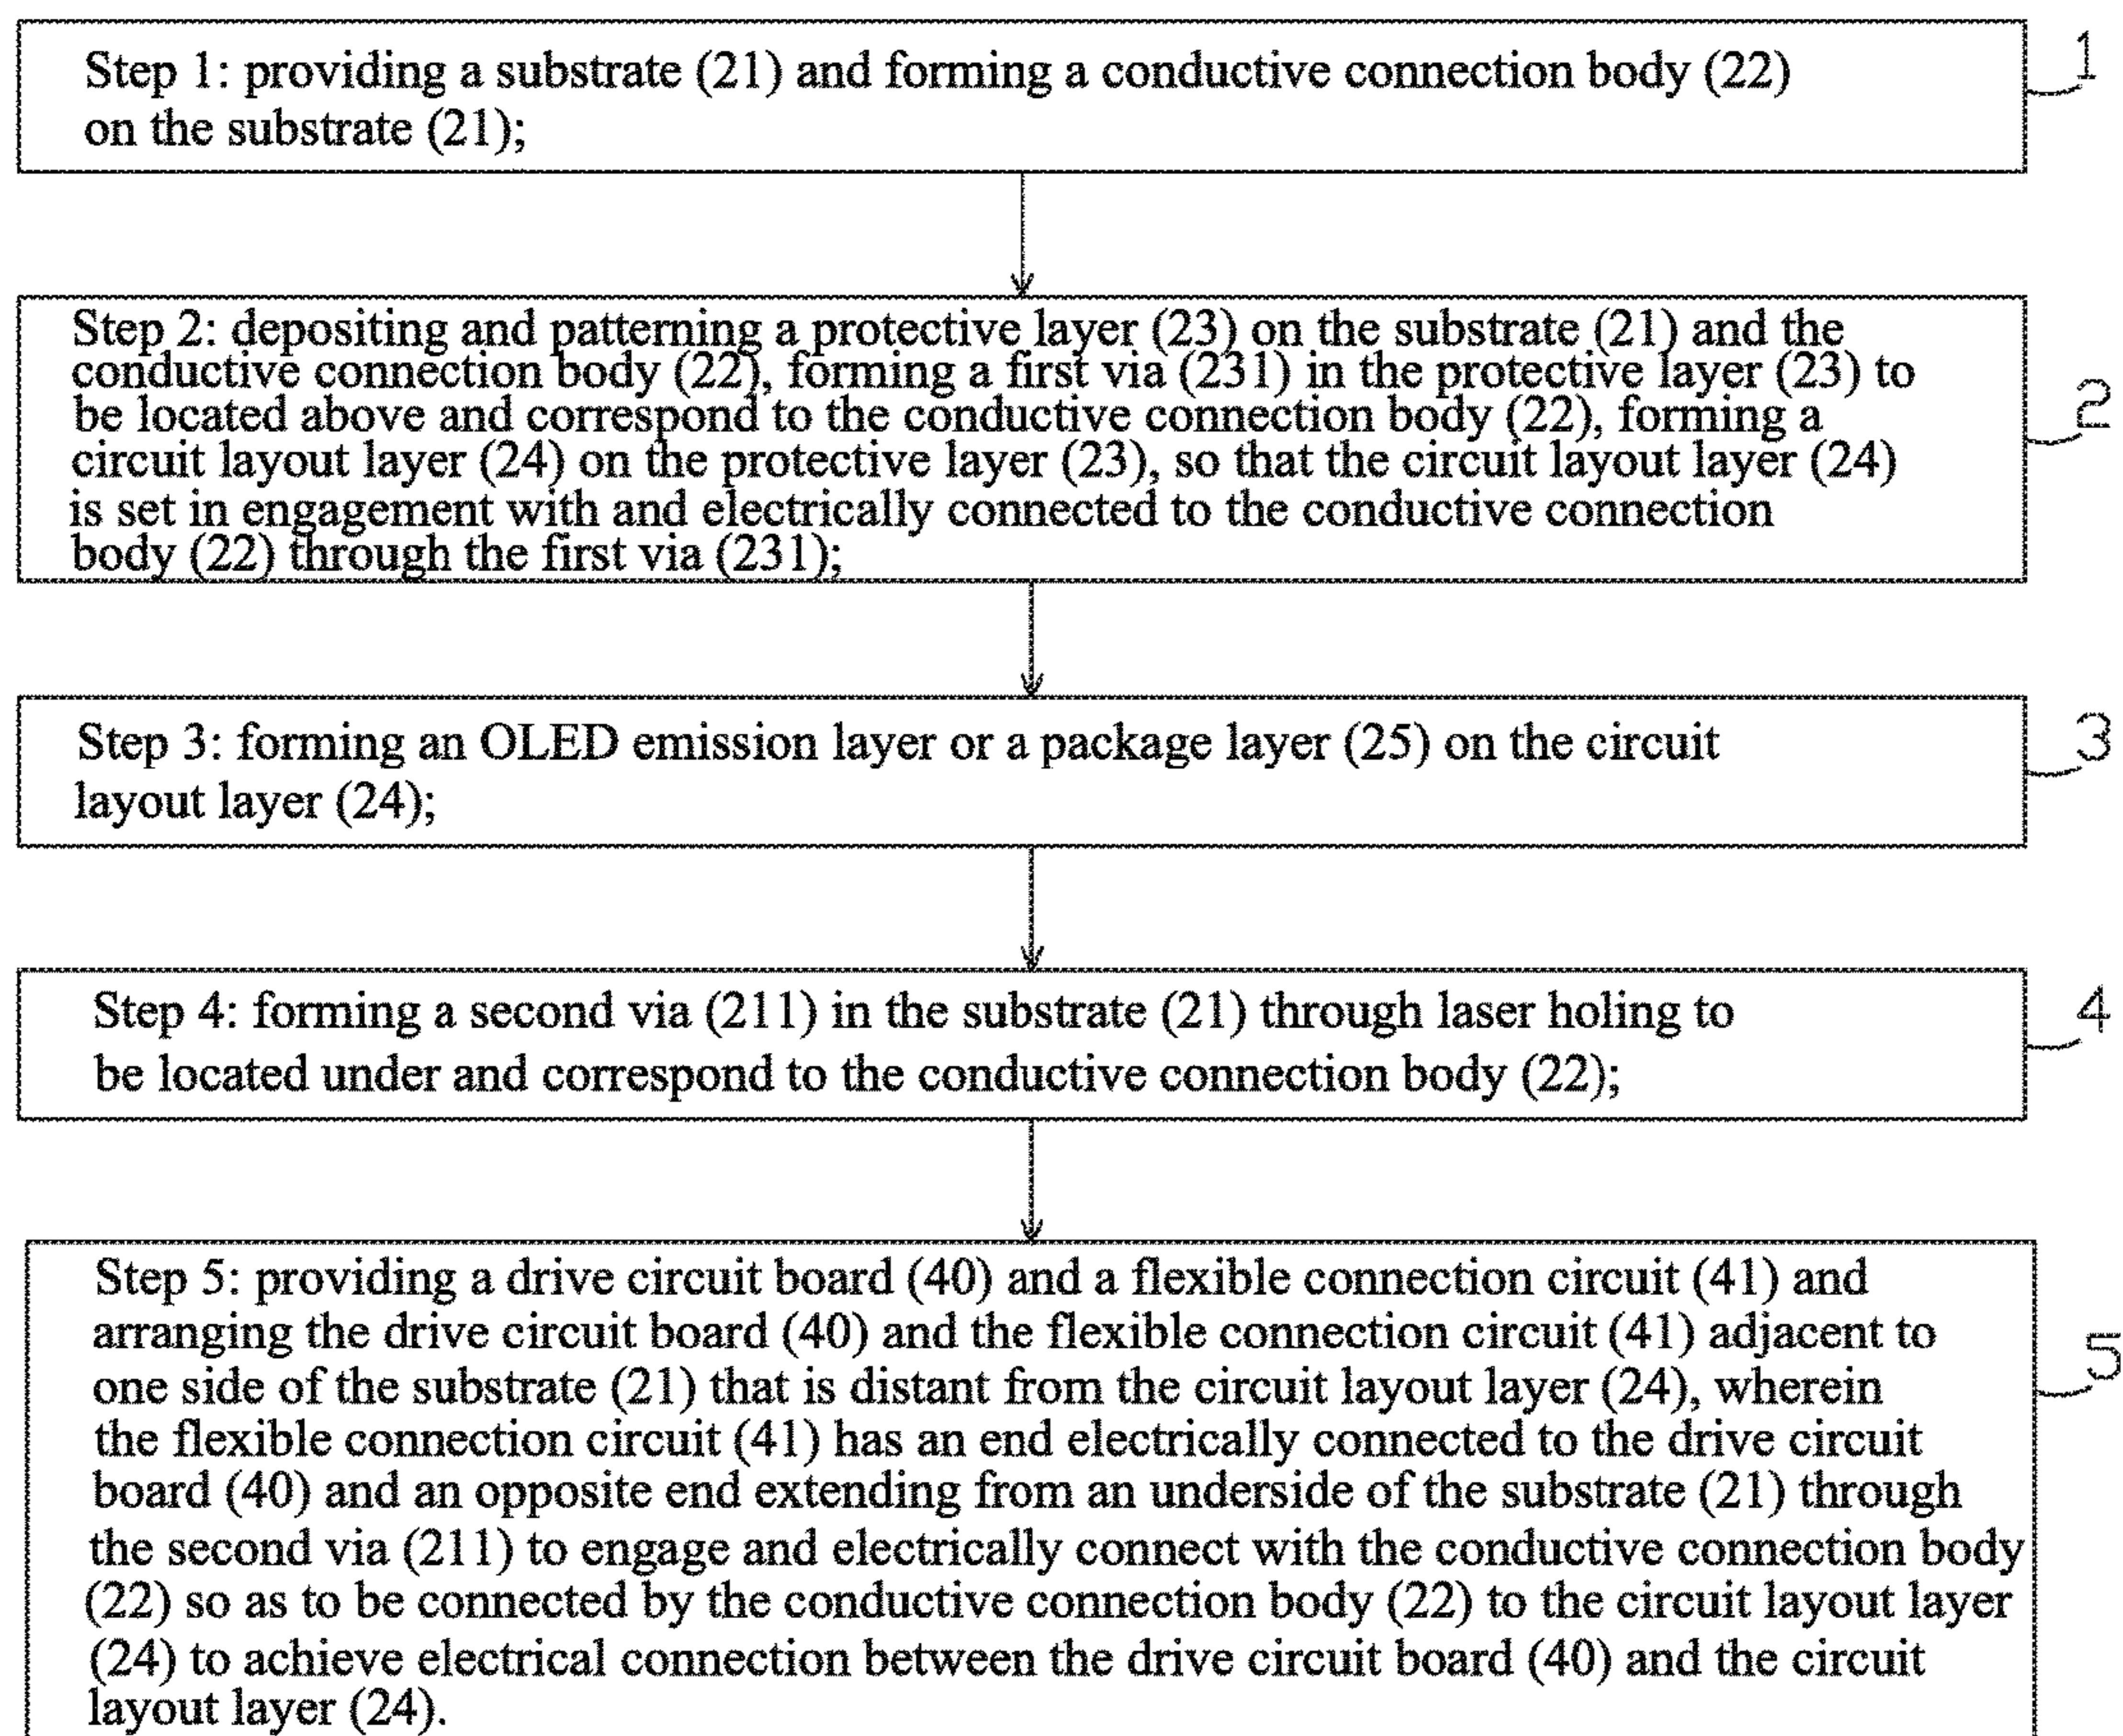 Step 1: providing a substrate (21) and forming a conductive connection body (22)
on the substrate (21);
1
Step 2: depositing and patterning a protective layer (23) on the substrate (21) and the
conductive connection body (22), forming a first via (231) in the protective layer (23) to
be located above and correspond to the conductive connection body (22), forming a
circuit layout layer (24) on the protective layer (23), so that the circuit layout layer (24)
is set in engagement with and electrically connected to the conductive connection
body (22) through the first via (231);
2
Step 3: forming an OLED emission layer or a package layer (25) on the circuit
layout layer (24);
3
Step 4: forming a second via (211) in the substrate (21) through laser holing to
be located under and correspond to the conductive connection body (22);
4
Step 5: providing a drive circuit board (40) and a flexible connection circuit (41) and
arranging the drive circuit board (40) and the flexible connection circuit (41) adjacent to
one side of the substrate (21) that is distant from the circuit layout layer (24), wherein
the flexible connection circuit (41) has an end electrically connected to the drive circuit
board (40) and an opposite end extending from an underside of the substrate (21) through
the second via (211) to engage and electrically connect with the conductive connection body
(22) so as to be connected by the conductive connection body (22) to the circuit layout layer
(24) to achieve electrical connection between the drive circuit board (40) and the circuit
layout layer (24).
5